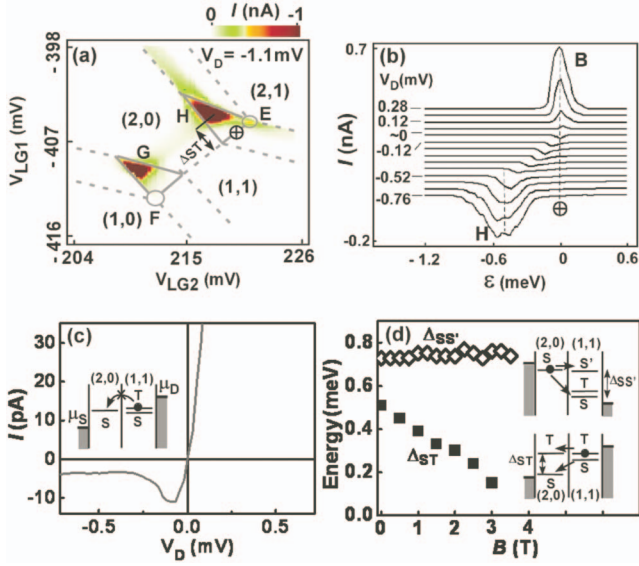 0 I (nA) -1
(a)
V_D = -1.1mV
(2,1)
H
E
⊕
(2,0)
G
Δ_ST
(1,1)
F
(1,0)
-398
-407
-416
V_LG1 (mV)
-204
215
226
V_LG2 (mV)
(b)
0.7
B
V_D(mV)
0.28
0.12
~0
-0.12
-0.52
-0.76
H
⊕
-0.2
I (nA)
-1.2
-0.6
0
0.6
ε (meV)
(c)
30
20
10
0
-10
I(pA)
(2,0) (1,1)
μ_D
T
μ_S
S
S
-0.5
0.0
0.5
V_D (mV)
(d)
Δ_SS'
0.8
0.6
0.4
0.2
0.0
Energy(meV)
Δ_ST
(2,0) (1,1)
S
S'
T
S
Δ_SS'
T
T
Δ_ST
S
S
(2,0) (1,1)
0 1 2 3 4
B (T)